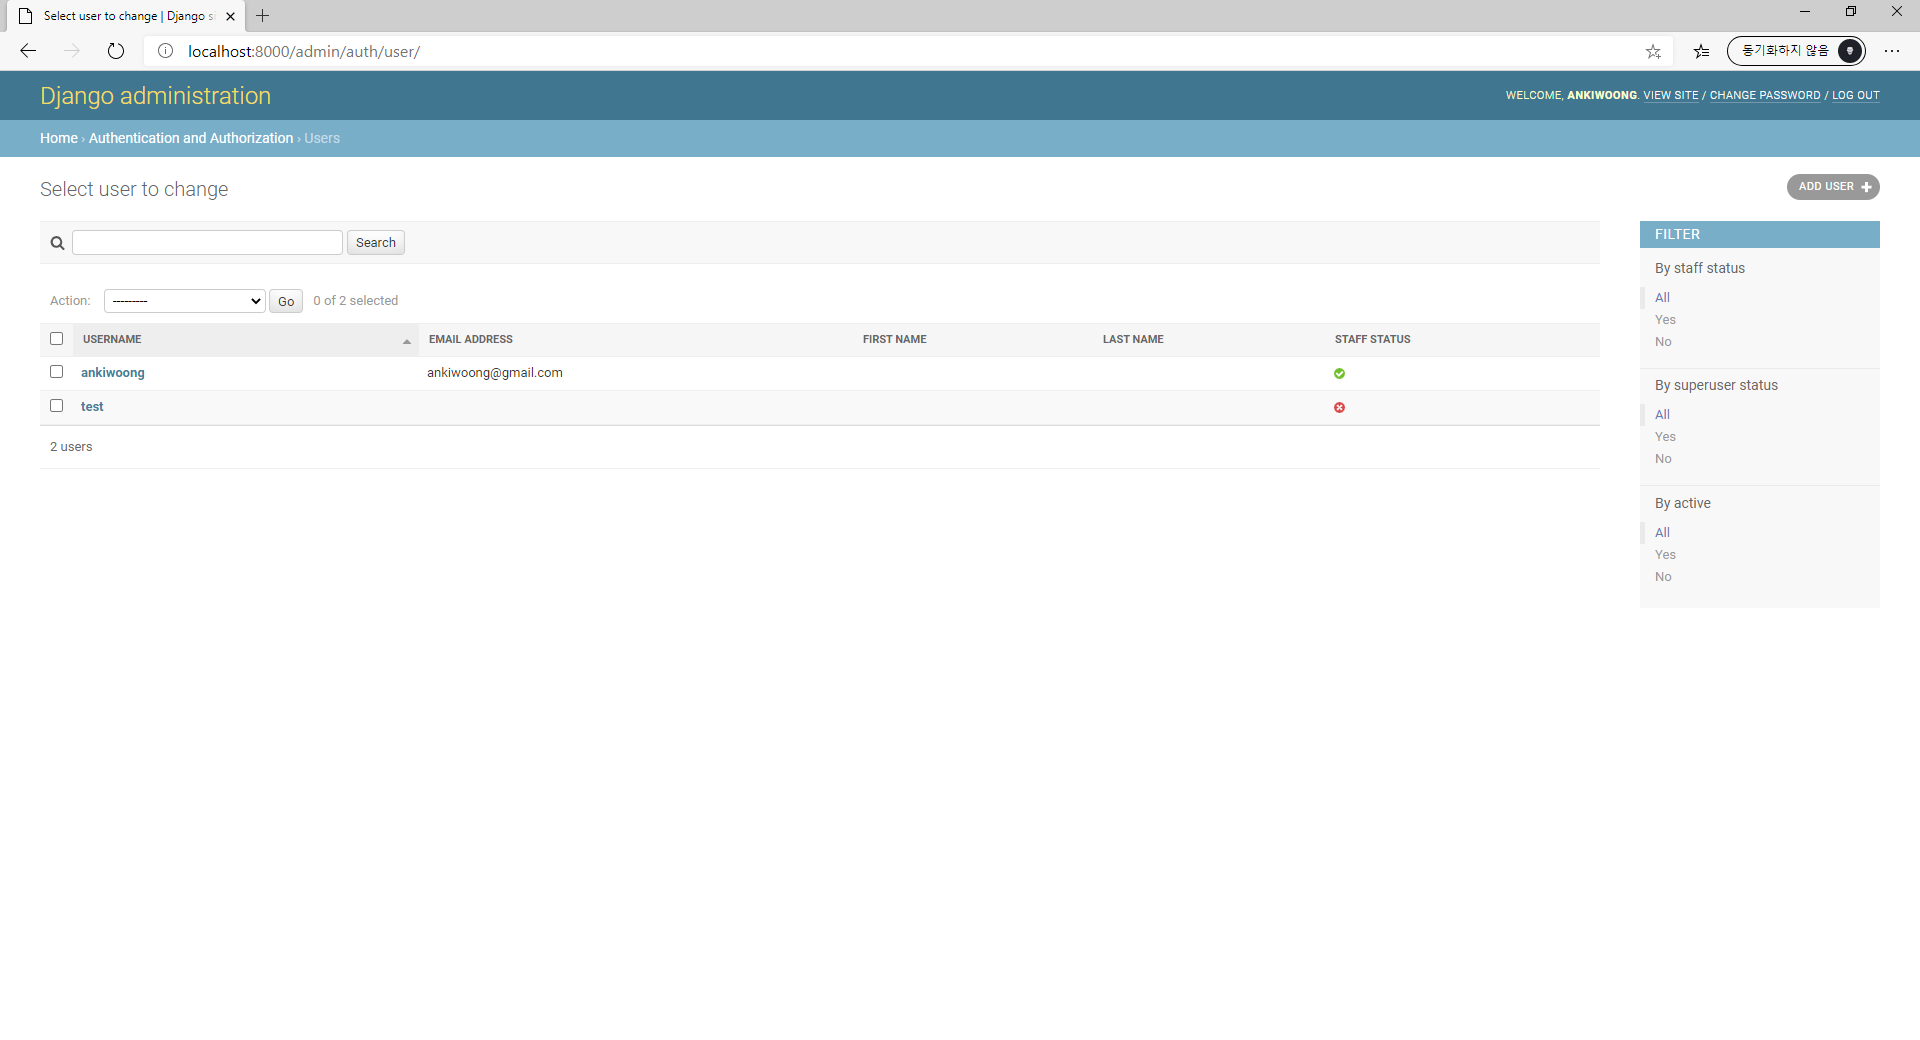 Select user to change | Django s
localhost:8000/admin/auth/user/
동기화하지 않음
Django administration
WELCOME, ANKIWOONG. VIEW SITE / CHANGE PASSWORD / LOG OUT
Home › Authentication and Authorization › Users
Select user to change
ADD USER +
Search
Action: --------- Go 0 of 2 selected
USERNAME EMAIL ADDRESS FIRST NAME LAST NAME STAFF STATUS
ankiwoong ankiwoong@gmail.com
test
2 users
FILTER
By staff status
All
Yes
No
By superuser status
All
Yes
No
By active
All
Yes
No